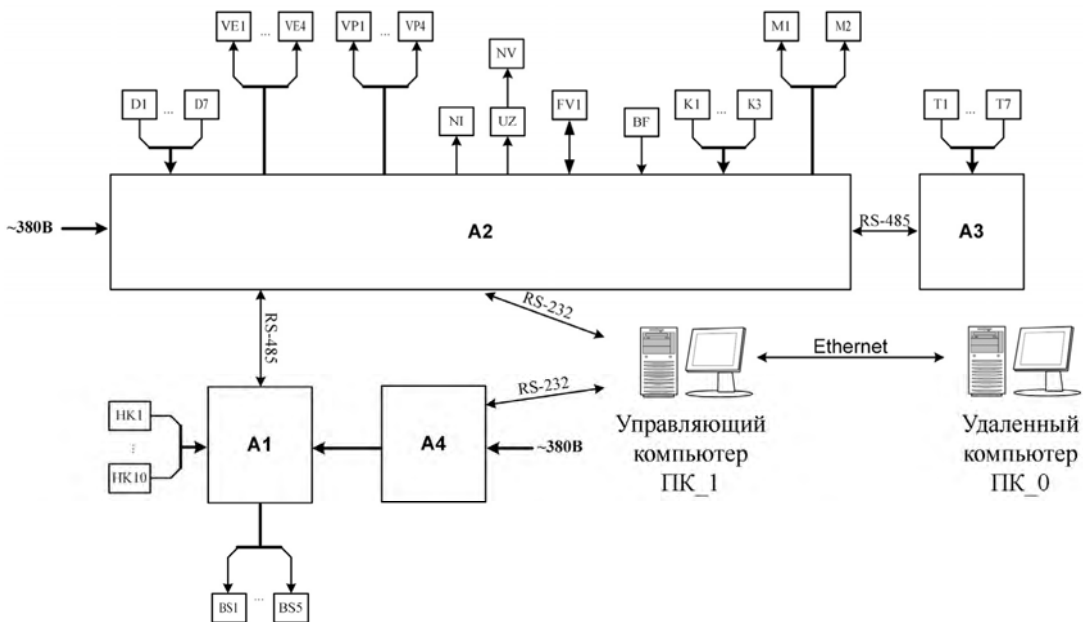 VE1 ... VE4
VP1 ... VP4
M1 M2
NV
D1 ... D7
NI
UZ
FV1
BF
K1 ... K3
T1 ... T7
~380В
A2
RS-485
A3
RS-232
RS-485
Ethernet
RS-232
HK1
...
HK10
A1
A4
~380В
Управляющий
компьютер
ПК_1
Удаленный
компьютер
ПК_0
BS1 ... BS5